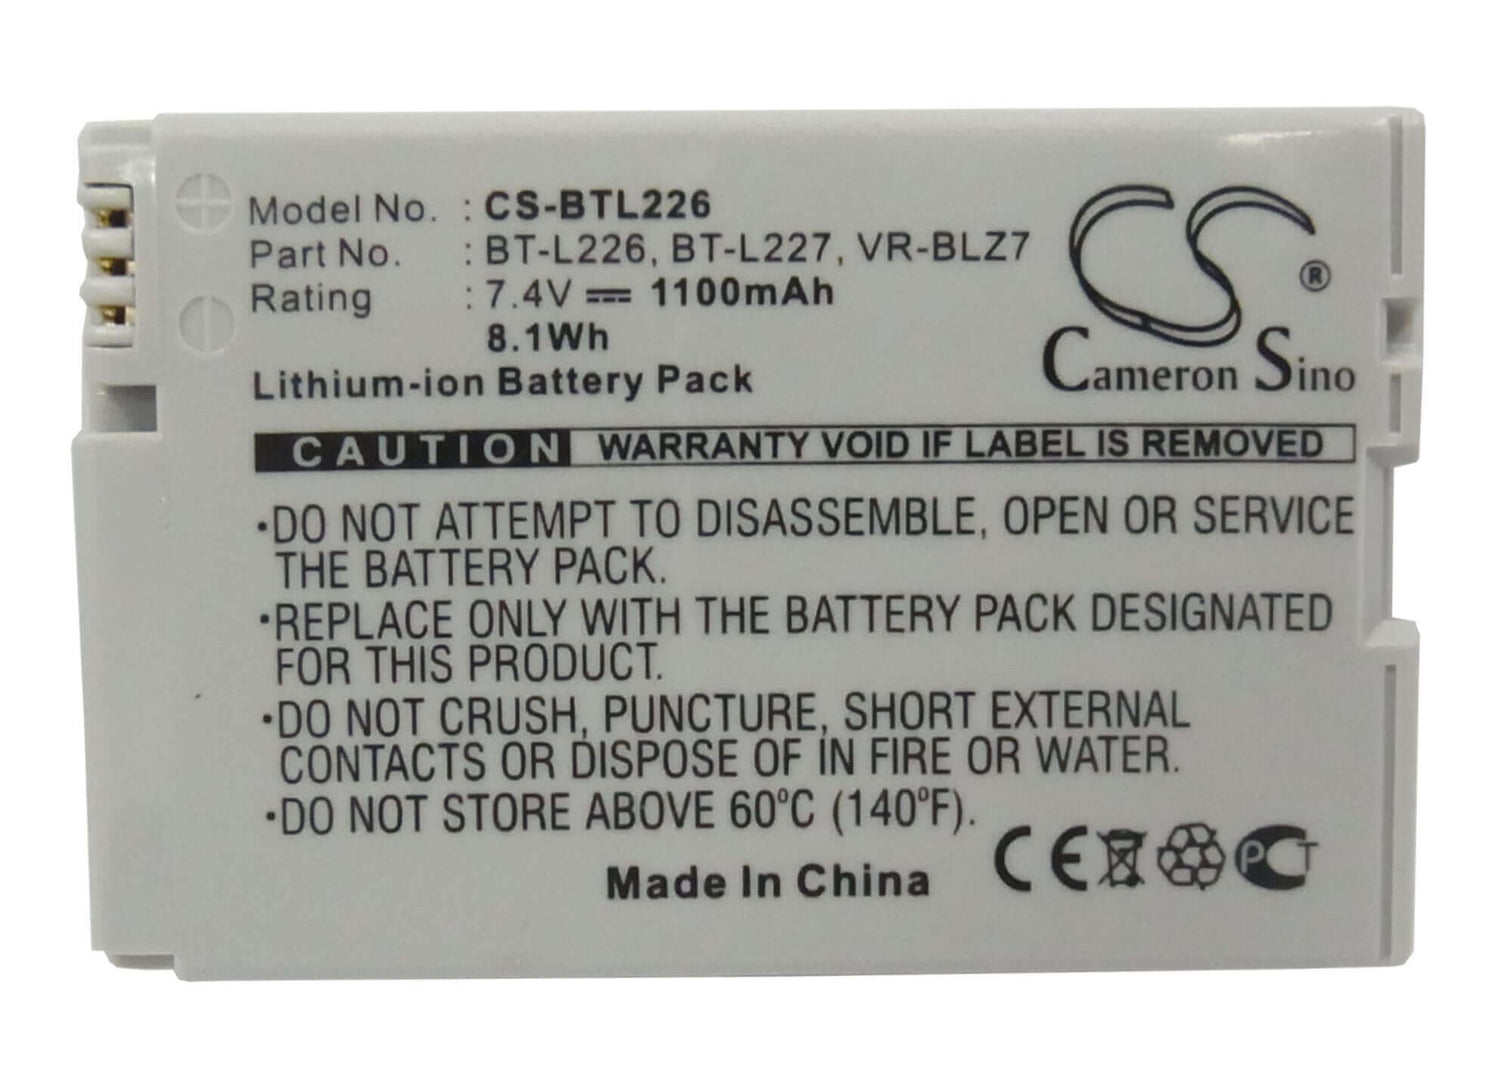 Model No. : CS-BTL226
Part No. : BT-L226, BT-L227, VR-BLZ7
Rating : 7.4V ⎓ 1100mAh
8.1Wh
Lithium-ion Battery Pack
CS ®
Cameron Sino
CAUTION WARRANTY VOID IF LABEL IS REMOVED
•DO NOT ATTEMPT TO DISASSEMBLE, OPEN OR SERVICE
THE BATTERY PACK.
•REPLACE ONLY WITH THE BATTERY PACK DESIGNATED
FOR THIS PRODUCT.
•DO NOT CRUSH, PUNCTURE, SHORT EXTERNAL
CONTACTS OR DISPOSE OF IN FIRE OR WATER.
•DO NOT STORE ABOVE 60°C (140°F).
Made In China CE PCT